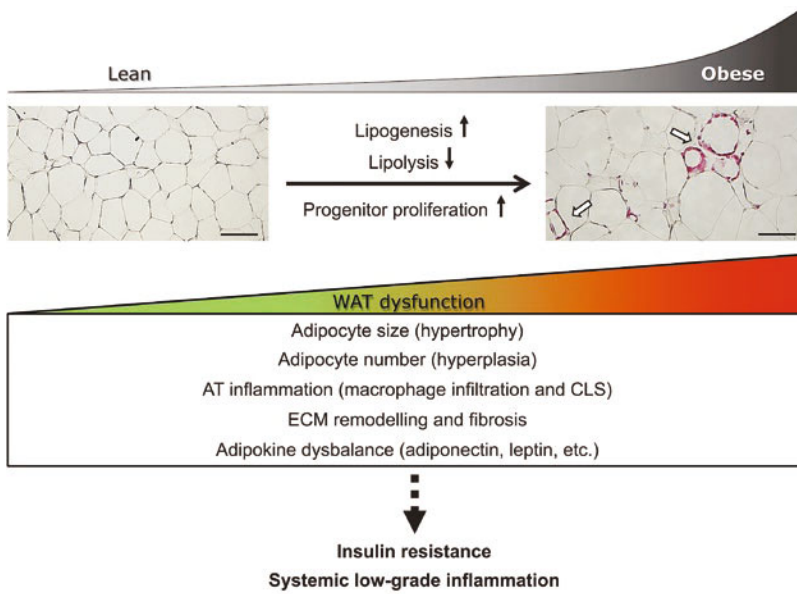 Lean
Obese
Lipogenesis ↑
Lipolysis ↓
Progenitor proliferation ↑
WAT dysfunction
Adipocyte size (hypertrophy)
Adipocyte number (hyperplasia)
AT inflammation (macrophage infiltration and CLS)
ECM remodelling and fibrosis
Adipokine dysbalance (adiponectin, leptin, etc.)
Insulin resistance
Systemic low-grade inflammation